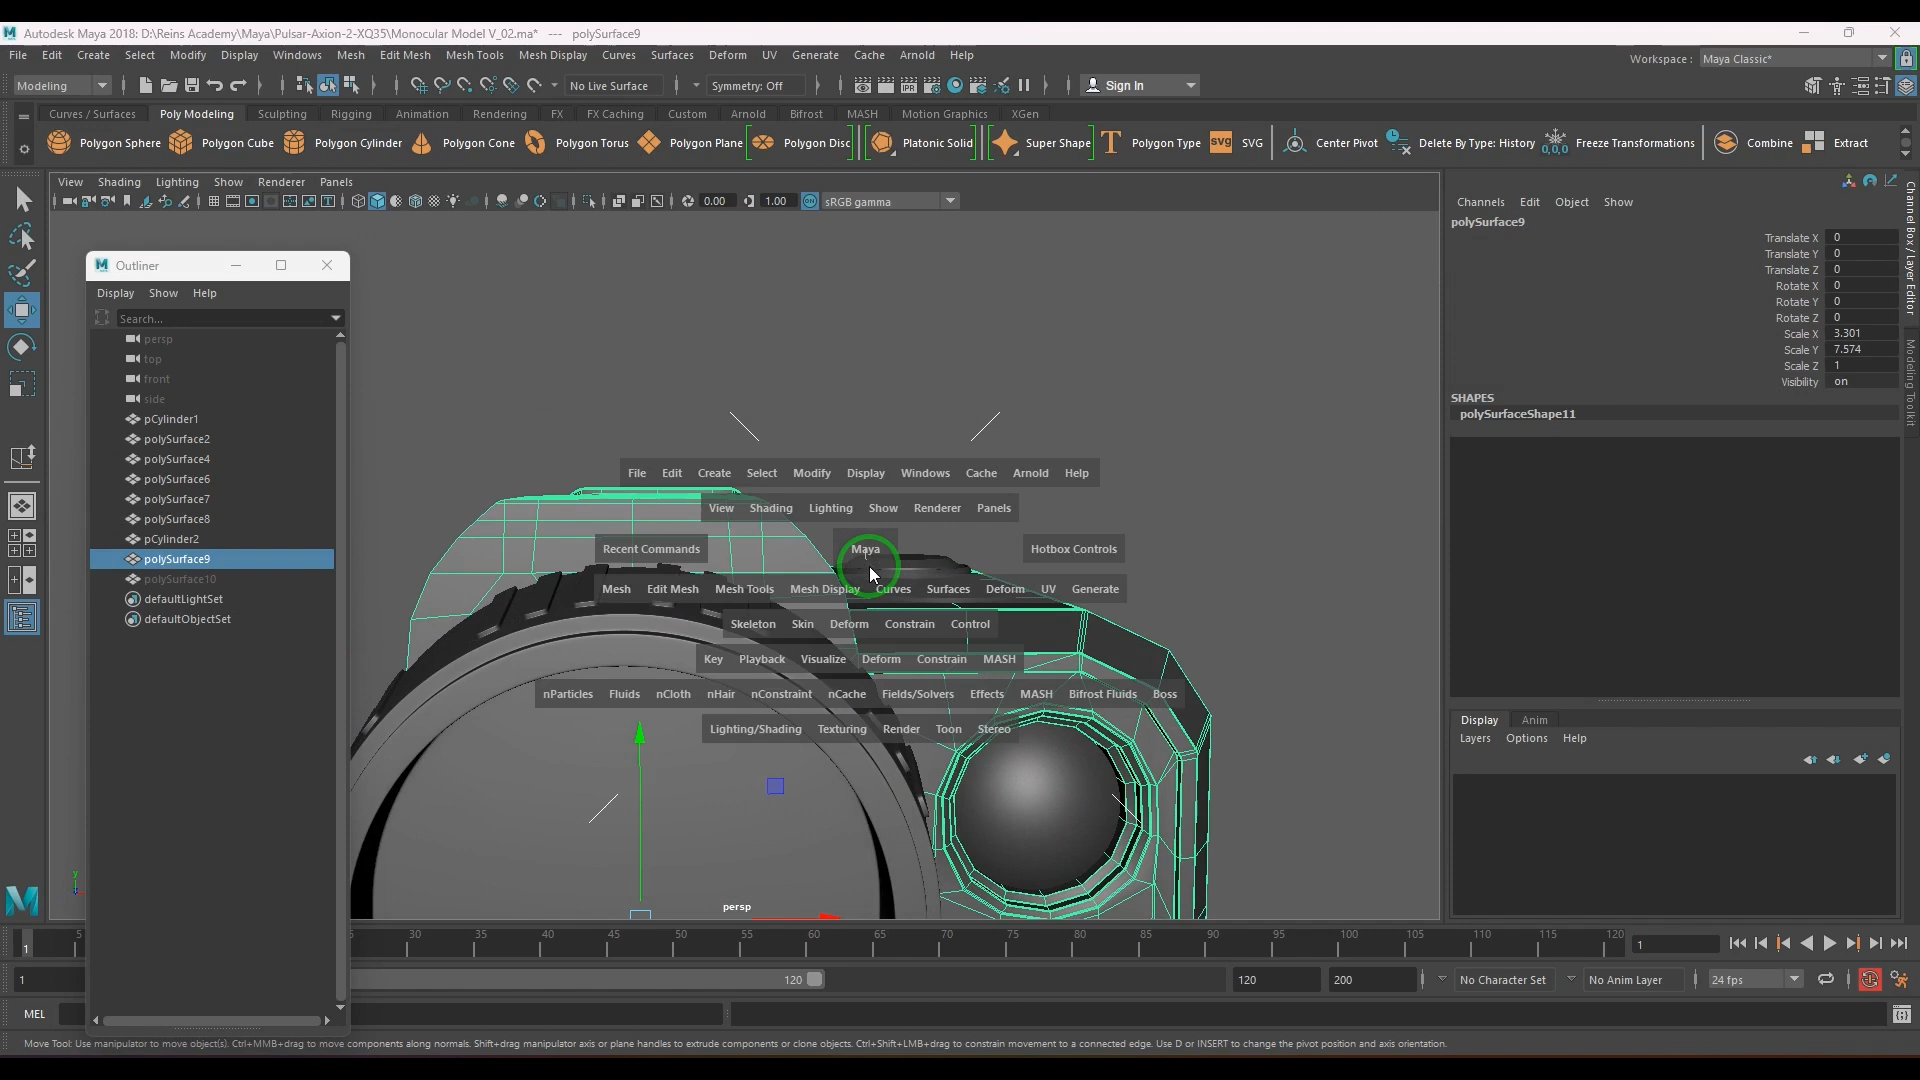 Autodesk Maya 2018: D:\Reins Academy\Maya\Pulsar-Axion-2-XQ35\Monocular Model V_02.ma* --- polySurface9
File Edit Create Select Modify Display Windows Mesh Edit Mesh Mesh Tools Mesh Display Curves Surfaces Deform UV Generate Cache Arnold Help
Workspace : Maya Classic*
Modeling No Live Surface Symmetry: Off Sign In
Curves / Surfaces Poly Modeling Sculpting Rigging Animation Rendering FX FX Caching Custom Arnold Bifrost MASH Motion Graphics XGen
Polygon Sphere Polygon Cube Polygon Cylinder Polygon Cone Polygon Torus Polygon Plane Polygon Disc Platonic Solid Super Shape Polygon Type SVG SVG Center Pivot Delete By Type: History 0,0,0 Freeze Transformations Combine Extract
View Shading Lighting Show Renderer Panels
0.00 1.00 sRGB gamma
Channels Edit Object Show
polySurface9
Translate X 0
Translate Y 0
Translate Z 0
Rotate X 0
Rotate Y 0
Rotate Z 0
Scale X 3.301
Scale Y 7.574
Scale Z 1
Visibility on
SHAPES
polySurfaceShape11
Channel Box / Layer Editor
Modeling Toolkit
Outliner
Display Show Help
Search...
persp
top
front
side
pCylinder1
polySurface2
polySurface4
polySurface6
polySurface7
polySurface8
pCylinder2
polySurface9
polySurface10
defaultLightSet
defaultObjectSet
File Edit Create Select Modify Display Windows Cache Arnold Help
View Shading Lighting Show Renderer Panels
Recent Commands Maya Hotbox Controls
Mesh Edit Mesh Mesh Tools Mesh Display Curves Surfaces Deform UV Generate
Skeleton Skin Deform Constrain Control
Key Playback Visualize Deform Constrain MASH
nParticles Fluids nCloth nHair nConstraint nCache Fields/Solvers Effects MASH Bifrost Fluids Boss
Lighting/Shading Texturing Render Toon Stereo
y
persp
Display Anim
Layers Options Help
1 5 30 35 40 45 50 55 60 65 70 75 80 85 90 95 100 105 110 115 120 1
1 120 120 200 No Character Set No Anim Layer 24 fps
MEL
Move Tool: Use manipulator to move object(s). Ctrl+MMB+drag to move components along normals. Shift+drag manipulator axis or plane handles to extrude components or clone objects. Ctrl+Shift+LMB+drag to constrain movement to a connected edge. Use D or INSERT to change the pivot position and axis orientation.